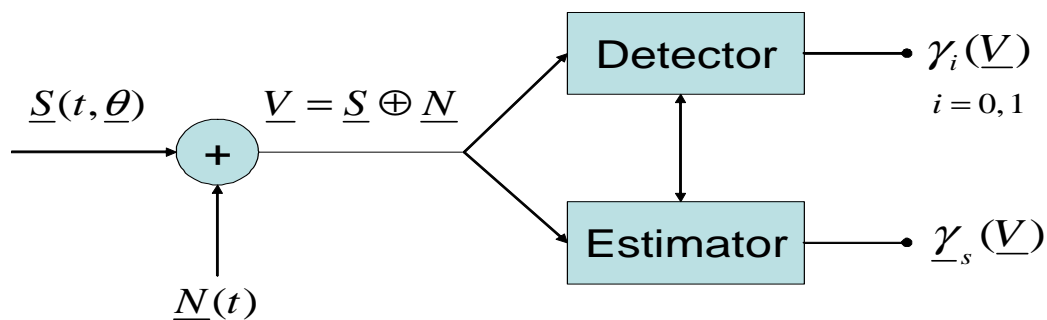 S(t, θ)
+
N(t)
V = S ⊕ N
Detector
γi(V)
i = 0, 1
Estimator
γs(V)